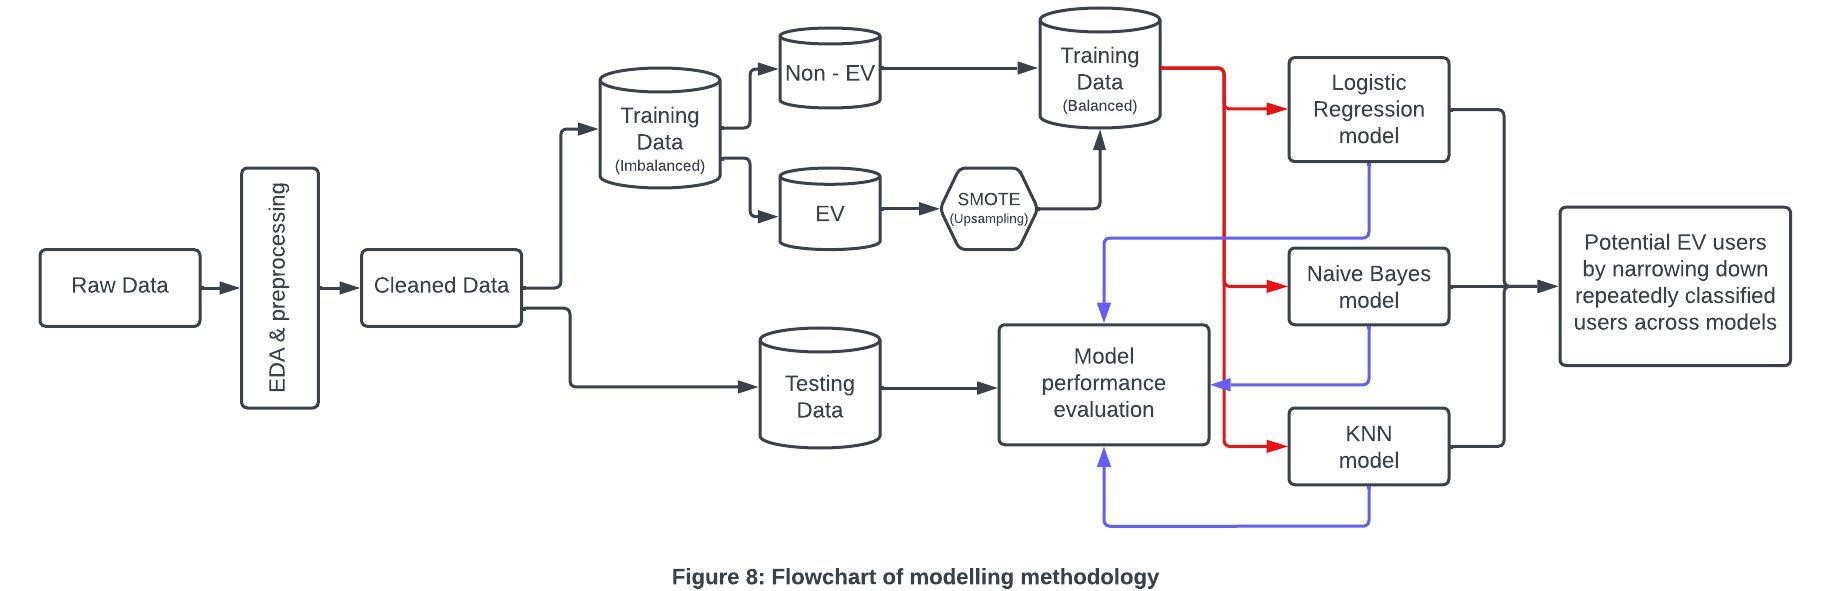 Raw Data
EDA & preprocessing
Cleaned Data
Training
Data
(Imbalanced)
Non - EV
EV
SMOTE
(Upsampling)
Training
Data
(Balanced)
Testing
Data
Model
performance
evaluation
Logistic
Regression
model
Naive Bayes
model
KNN
model
Potential EV users
by narrowing down
repeatedly classified
users across models
Figure 8: Flowchart of modelling methodology